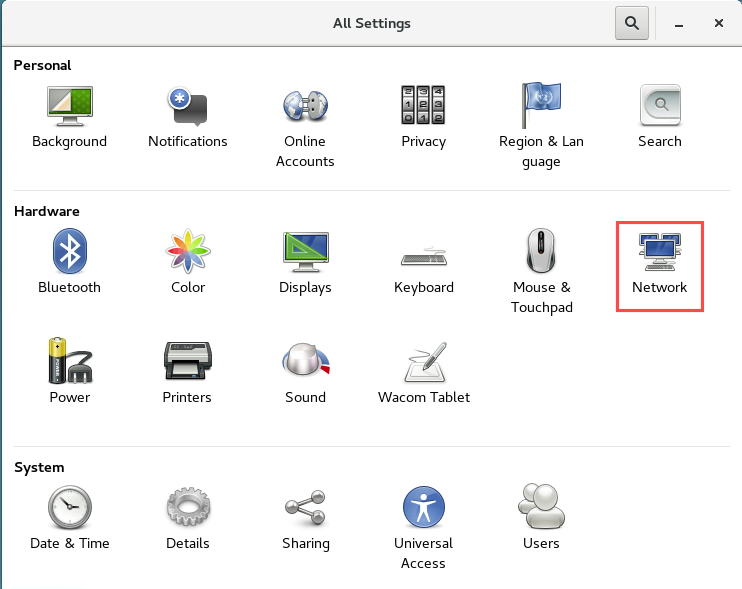 All Settings
Personal
Background
Notifications
Online
Accounts
Privacy
Region & Lan
guage
Search
Hardware
Bluetooth
Color
Displays
Keyboard
Mouse &
Touchpad
Network
Power
Printers
Sound
Wacom Tablet
System
Date & Time
Details
Sharing
Universal
Access
Users